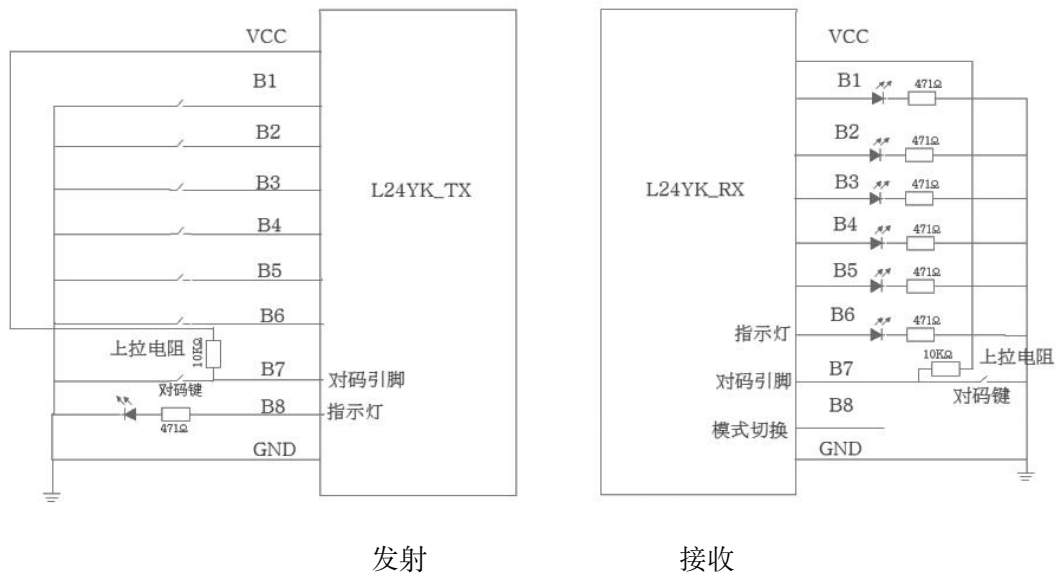 VCC
B1
B2
B3
L24YK_TX
B4
B5
B6
上拉电阻
10KΩ
B7
对码引脚
对码键
B8
指示灯
471Ω
GND
发射
VCC
B1
471Ω
B2
471Ω
B3
471Ω
L24YK_RX
B4
471Ω
B5
471Ω
B6
471Ω
指示灯
10KΩ
上拉电阻
B7
对码引脚
对码键
B8
模式切换
GND
接收